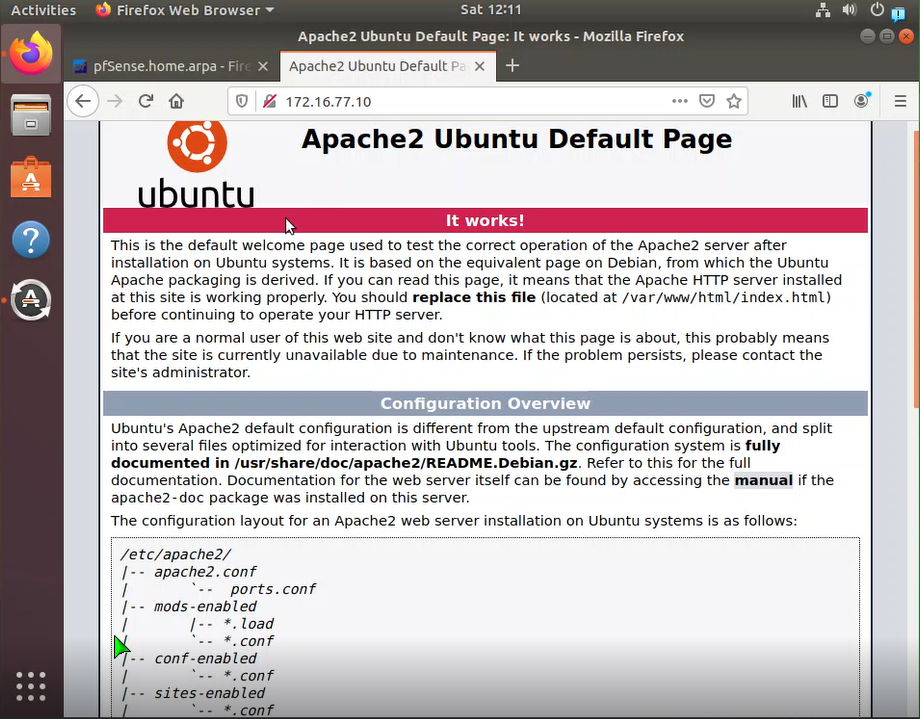 Activities
Firefox Web Browser
Sat 12:11
Apache2 Ubuntu Default Page: It works - Mozilla Firefox
pfSense.home.arpa - Fire
Apache2 Ubuntu Default Pa
172.16.77.10
ubuntu
Apache2 Ubuntu Default Page
It works!
This is the default welcome page used to test the correct operation of the Apache2 server after
installation on Ubuntu systems. It is based on the equivalent page on Debian, from which the Ubuntu
Apache packaging is derived. If you can read this page, it means that the Apache HTTP server installed
at this site is working properly. You should replace this file (located at /var/www/html/index.html)
before continuing to operate your HTTP server.
If you are a normal user of this web site and don't know what this page is about, this probably means
that the site is currently unavailable due to maintenance. If the problem persists, please contact the
site's administrator.
Configuration Overview
Ubuntu's Apache2 default configuration is different from the upstream default configuration, and split
into several files optimized for interaction with Ubuntu tools. The configuration system is fully
documented in /usr/share/doc/apache2/README.Debian.gz. Refer to this for the full
documentation. Documentation for the web server itself can be found by accessing the manual if the
apache2-doc package was installed on this server.
The configuration layout for an Apache2 web server installation on Ubuntu systems is as follows:
/etc/apache2/
|-- apache2.conf
|       `--  ports.conf
|-- mods-enabled
|       |-- *.load
|       `-- *.conf
|-- conf-enabled
|       `-- *.conf
|-- sites-enabled
|       `-- *.conf